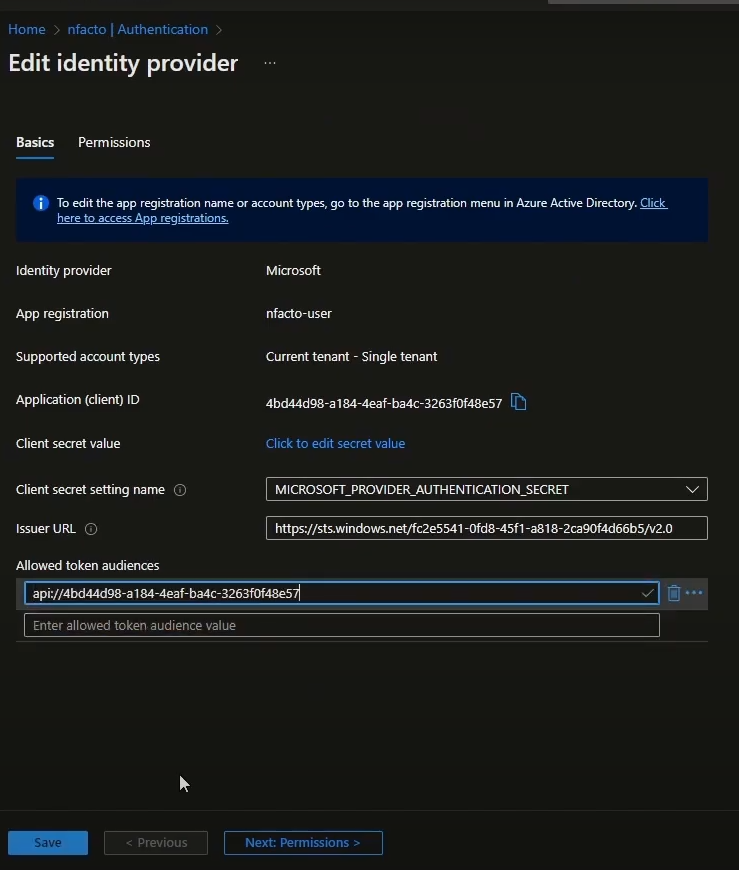 Home > nfacto | Authentication >
Edit identity provider ...
Basics Permissions
To edit the app registration name or account types, go to the app registration menu in Azure Active Directory. Click
here to access App registrations.
Identity provider Microsoft
App registration nfacto-user
Supported account types Current tenant - Single tenant
Application (client) ID 4bd44d98-a184-4eaf-ba4c-3263f0f48e57
Client secret value Click to edit secret value
Client secret setting name MICROSOFT_PROVIDER_AUTHENTICATION_SECRET
Issuer URL https://sts.windows.net/fc2e5541-0fd8-45f1-a818-2ca90f4d66b5/v2.0
Allowed token audiences
api://4bd44d98-a184-4eaf-ba4c-3263f0f48e57
Enter allowed token audience value
Save < Previous Next: Permissions >